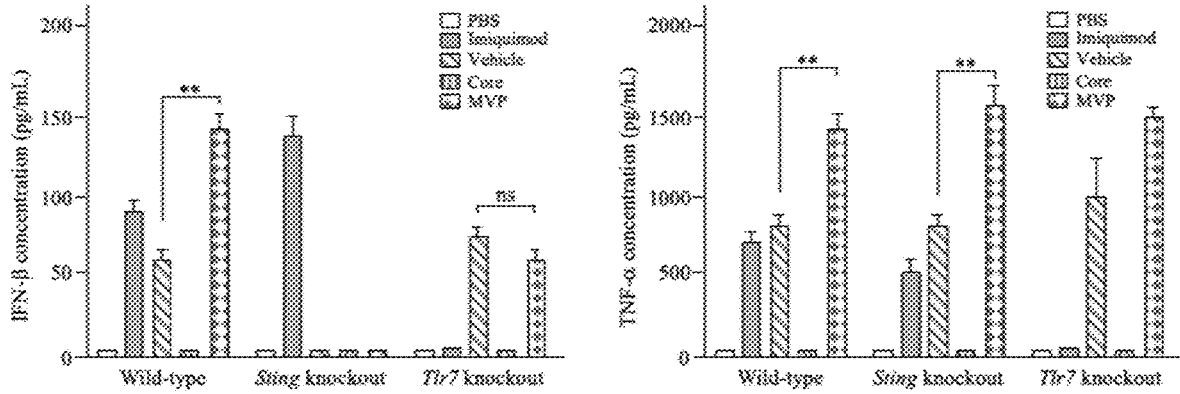 IFN-β concentration (pg/mL)
200
150
100
50
0
PBS
Imiquimod
Vehicle
Core
MVP
**
ns
Wild-type
Sting knockout
Tlr7 knockout
TNF-α concentration (pg/mL)
2000
1500
1000
500
0
PBS
Imiquimod
Vehicle
Core
MVP
**
**
Wild-type
Sting knockout
Tlr7 knockout